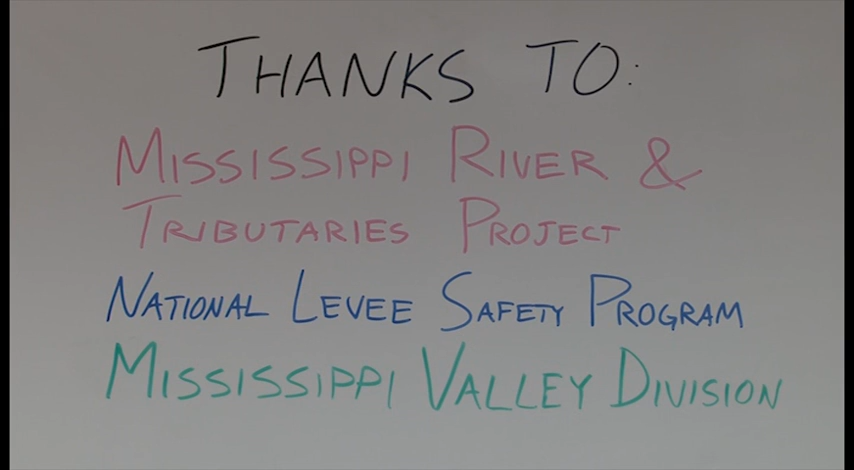 THANKS TO:
MISSISSIPPI RIVER &
TRIBUTARIES PROJECT
NATIONAL LEVEE SAFETY PROGRAM
MISSISSIPPI VALLEY DIVISION